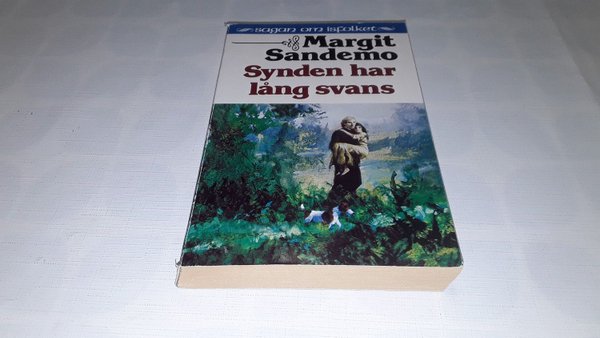 sagan om isfolket
Margit
Sandemo
Synden har
lång svans